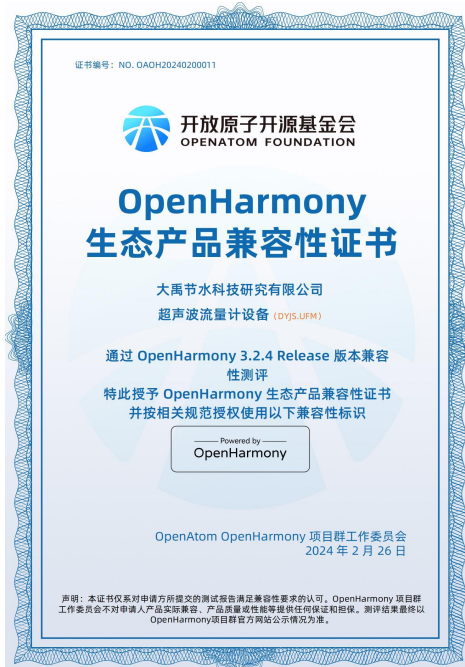 证书编号：NO. OAOH20240200011
开放原子开源基金会
OPENATOM FOUNDATION
OpenHarmony
生态产品兼容性证书
大禹节水科技研究有限公司
超声波流量计设备（DYJS.UFM）
通过 OpenHarmony 3.2.4 Release 版本兼容
性测评
特此授予 OpenHarmony 生态产品兼容性证书
并按相关规范授权使用以下兼容性标识
Powered by
OpenHarmony
OpenAtom OpenHarmony 项目群工作委员会
2024 年 2 月 26 日
声明：本证书仅系对申请方所提交的测试报告满足兼容性要求的认可。OpenHarmony 项目群
工作委员会不对申请人产品实际兼容、产品质量或性能等提供任何保证和担保。测评结果最终以
OpenHarmony项目群官方网站公示情况为准。